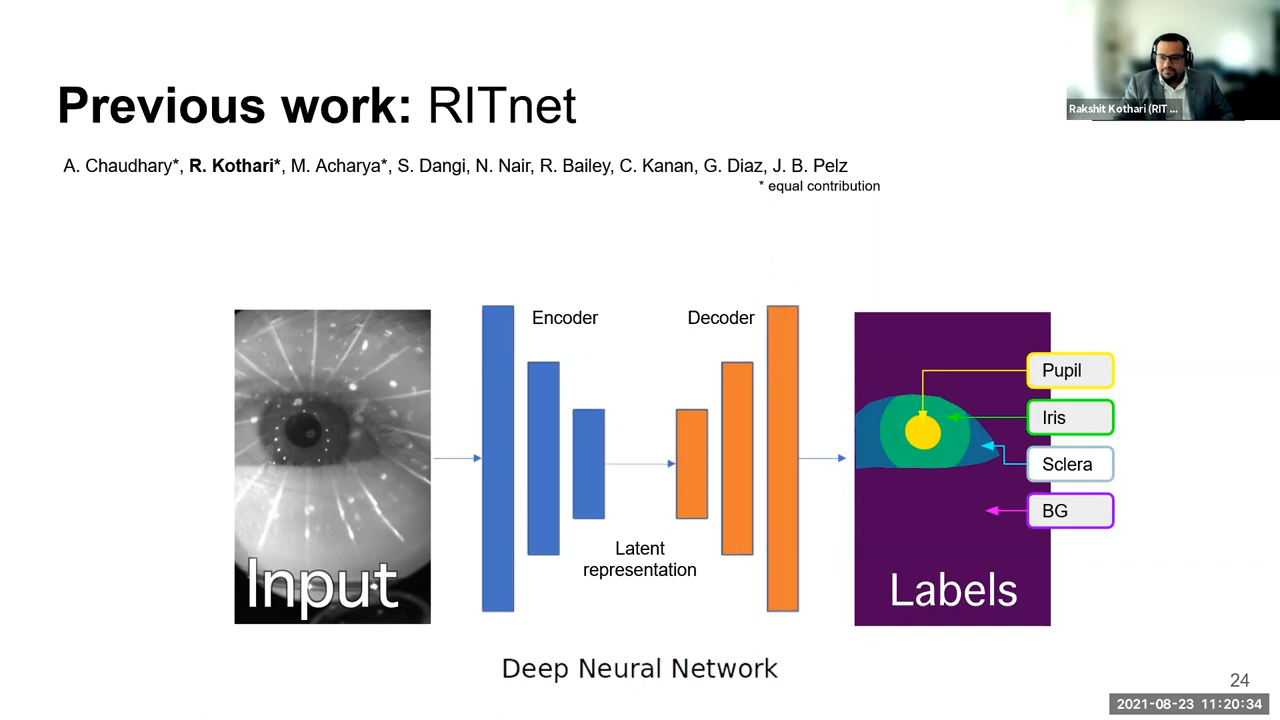 Rakshit Kothari (RIT ...
Previous work: RITnet
A. Chaudhary*, R. Kothari*, M. Acharya*, S. Dangi, N. Nair, R. Bailey, C. Kanan, G. Diaz, J. B. Pelz
* equal contribution
Encoder
Decoder
Pupil
Iris
Sclera
BG
Latent
representation
Input
Labels
Deep Neural Network
24
2021-08-23 11:20:34